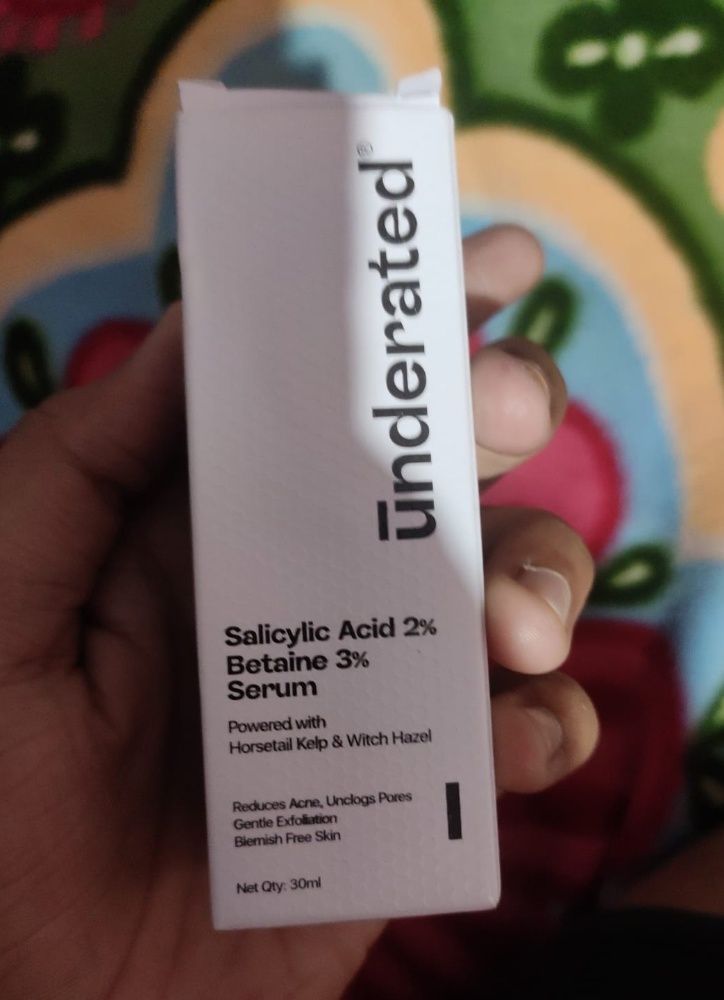 ūnderated®
Salicylic Acid 2%
Betaine 3%
Serum
Powered with
Horsetail Kelp & Witch Hazel
Reduces Acne, Unclogs Pores
Gentle Exfoliation
Blemish Free Skin
Net Qty: 30ml